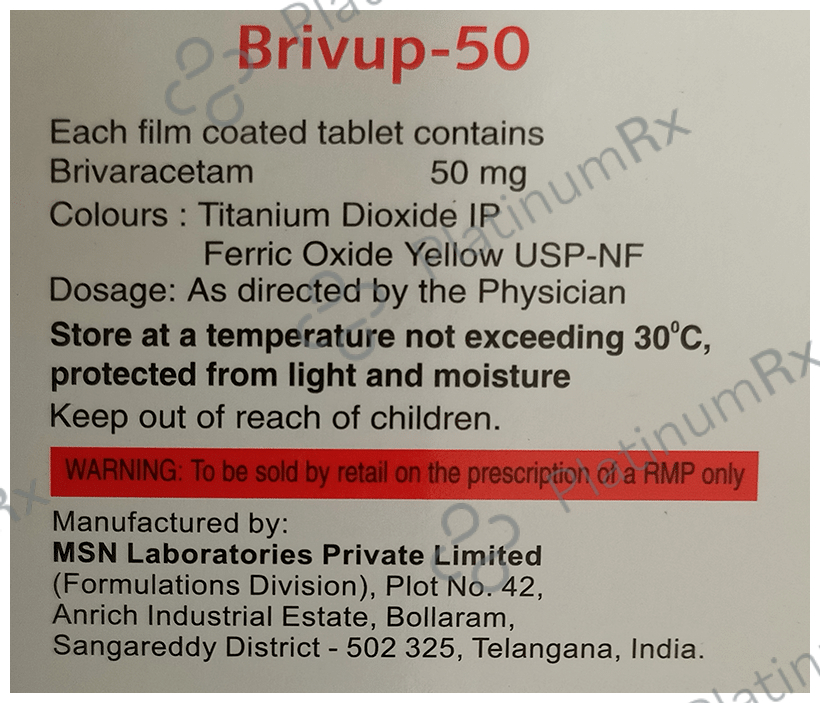 Brivup-50
Each film coated tablet contains
Brivaracetam 50 mg
Colours : Titanium Dioxide IP
Ferric Oxide Yellow USP-NF
Dosage: As directed by the Physician
Store at a temperature not exceeding 30⁰C,
protected from light and moisture
Keep out of reach of children.
WARNING: To be sold by retail on the prescription of a RMP only
Manufactured by:
MSN Laboratories Private Limited
(Formulations Division), Plot No. 42,
Anrich Industrial Estate, Bollaram,
Sangareddy District - 502 325, Telangana, India.
PlatinumRx
PlatinumRx